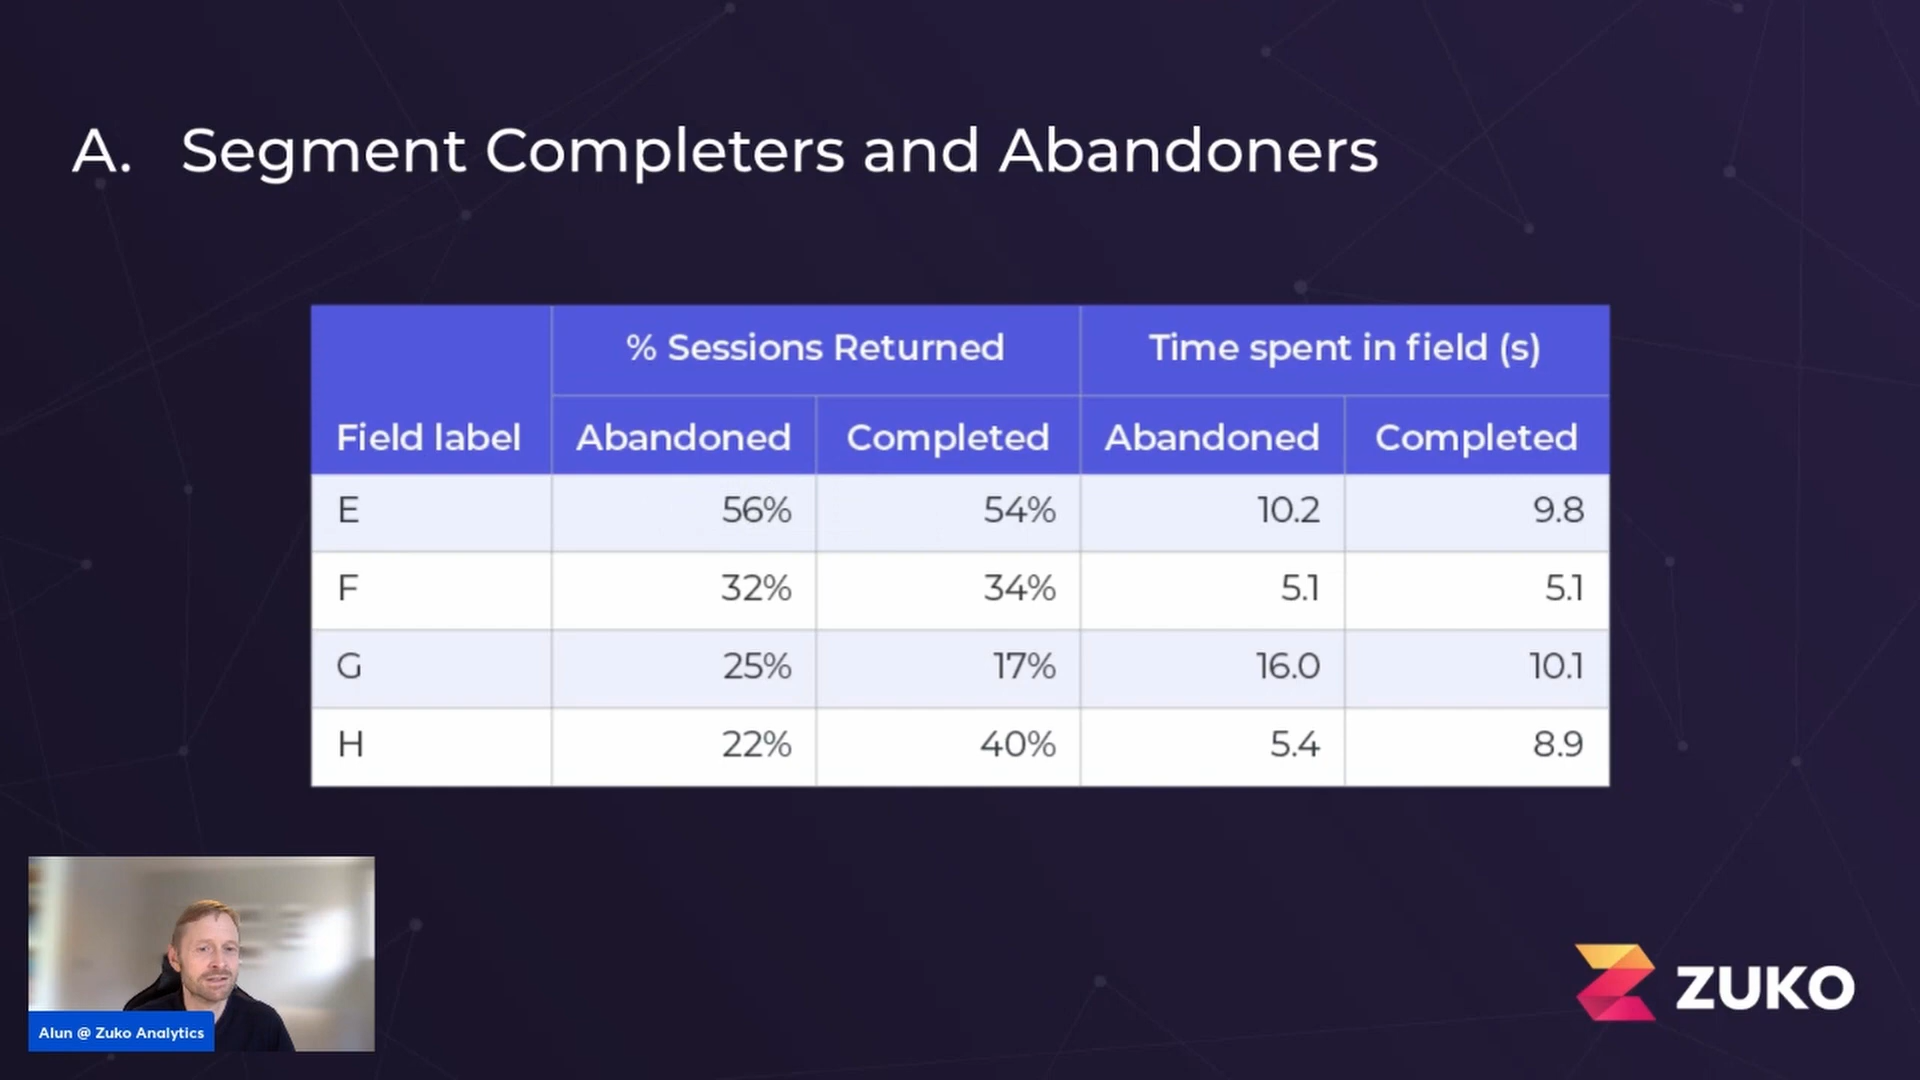 A. Segment Completers and Abandoners
% Sessions Returned Time spent in field (s)
Field label Abandoned Completed Abandoned Completed
E 56% 54% 10.2 9.8
F 32% 34% 5.1 5.1
G 25% 17% 16.0 10.1
H 22% 40% 5.4 8.9
Alun @ Zuko Analytics
ZUKO